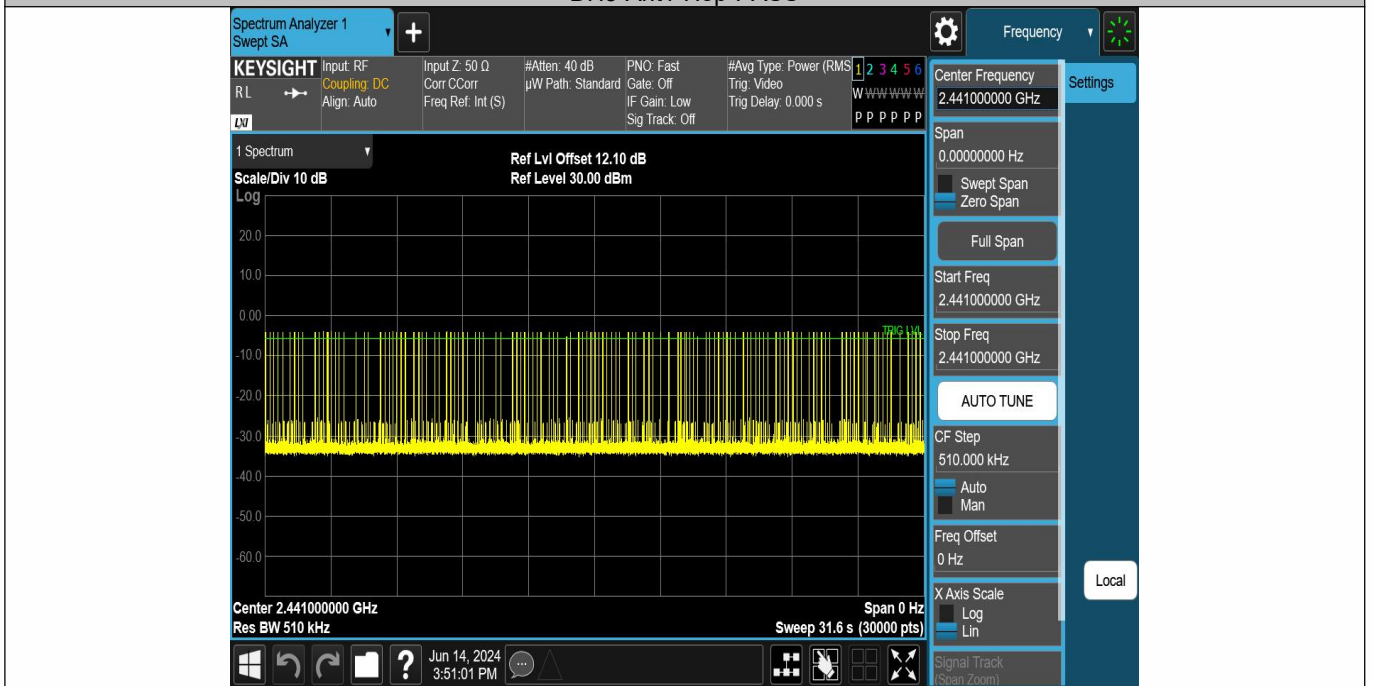 Spectrum Analyzer 1
Swept SA
+
Frequency
KEYSIGHT
RL
LXI
Input: RF
Coupling: DC
Align: Auto
Input Z: 50 Ω
Corr CCorr
Freq Ref: Int (S)
#Atten: 40 dB
µW Path: Standard
PNO: Fast
Gate: Off
IF Gain: Low
Sig Track: Off
#Avg Type: Power (RMS
Trig: Video
Trig Delay: 0.000 s
1 2 3 4 5 6
W W W W W W
P P P P P P
1 Spectrum
Scale/Div 10 dB
Ref Lvl Offset 12.10 dB
Ref Level 30.00 dBm
Log
20.0
10.0
0.00
TRIG LVL
-10.0
-20.0
-30.0
-40.0
-50.0
-60.0
Center 2.441000000 GHz
Res BW 510 kHz
Span 0 Hz
Sweep 31.6 s (30000 pts)
?
Jun 14, 2024
3:51:01 PM
Center Frequency
2.441000000 GHz
Settings
Span
0.00000000 Hz
Swept Span
Zero Span
Full Span
Start Freq
2.441000000 GHz
Stop Freq
2.441000000 GHz
AUTO TUNE
CF Step
510.000 kHz
Auto
Man
Freq Offset
0 Hz
X Axis Scale
Log
Lin
Local
Signal Track
(Span Zoom)